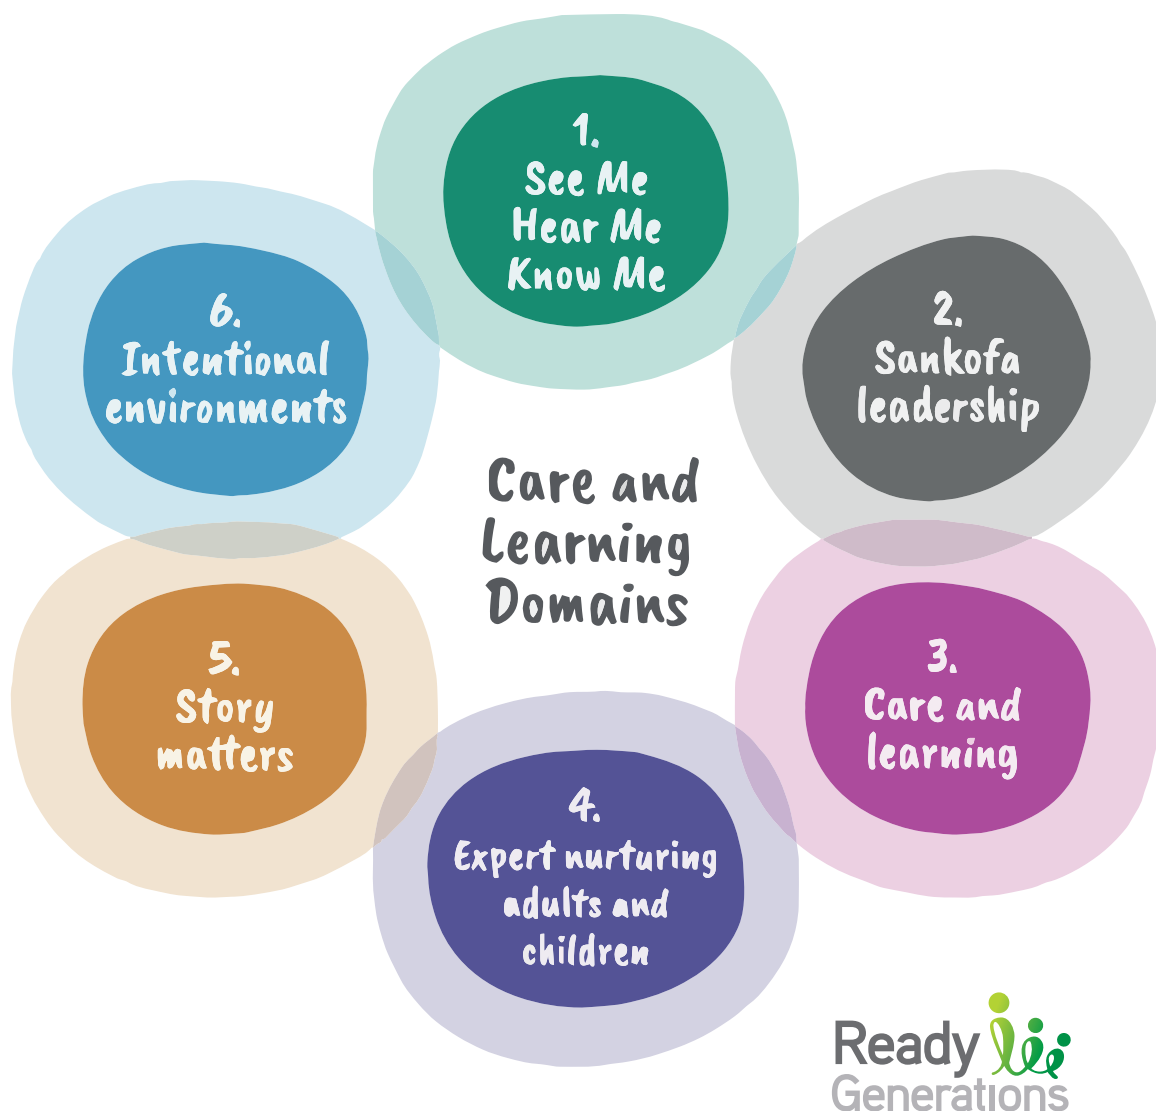 1.
See Me
Hear Me
Know Me
2.
Sankofa
leadership
3.
Care and
learning
4.
Expert nurturing
adults and
children
5.
Story
matters
6.
Intentional
environments
Care and
Learning
Domains
Ready
Generations